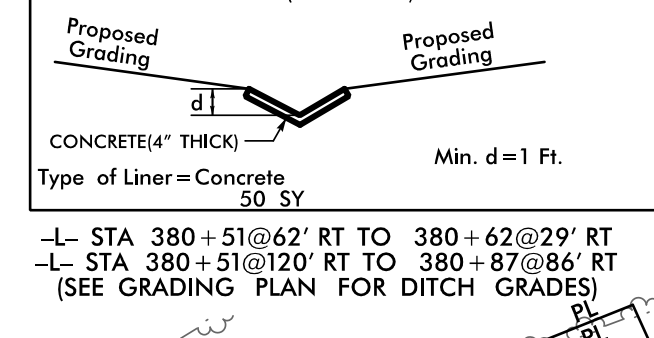 Proposed
Grading
Proposed
Grading
d
CONCRETE(4" THICK)
Min. d=1 Ft.
Type of Liner=Concrete
50 SY
-L- STA 380+51@62' RT TO 380+62@29' RT
-L- STA 380+51@120' RT TO 380+87@86' RT
(SEE GRADING PLAN FOR DITCH GRADES)
PL
PL